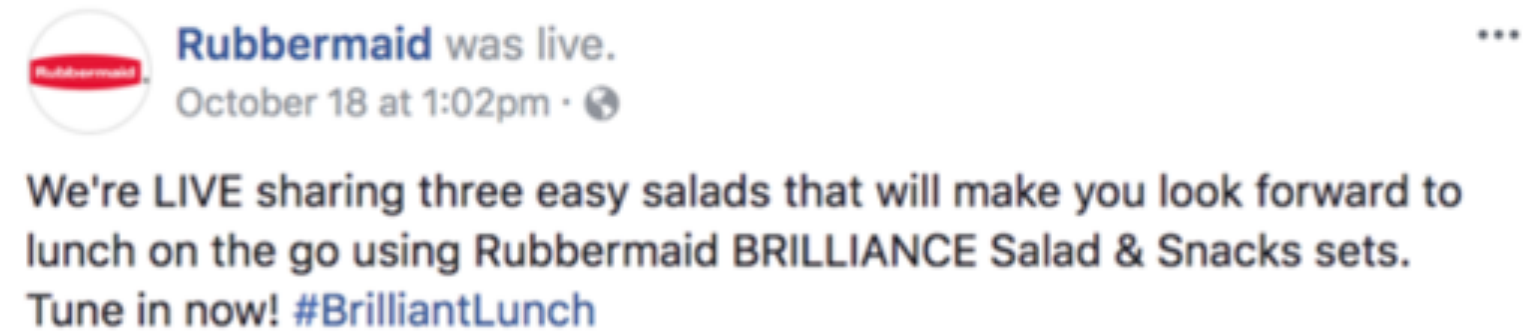 Rubbermaid
Rubbermaid was live.
October 18 at 1:02pm ·
We're LIVE sharing three easy salads that will make you look forward to
lunch on the go using Rubbermaid BRILLIANCE Salad & Snacks sets.
Tune in now! #BrilliantLunch